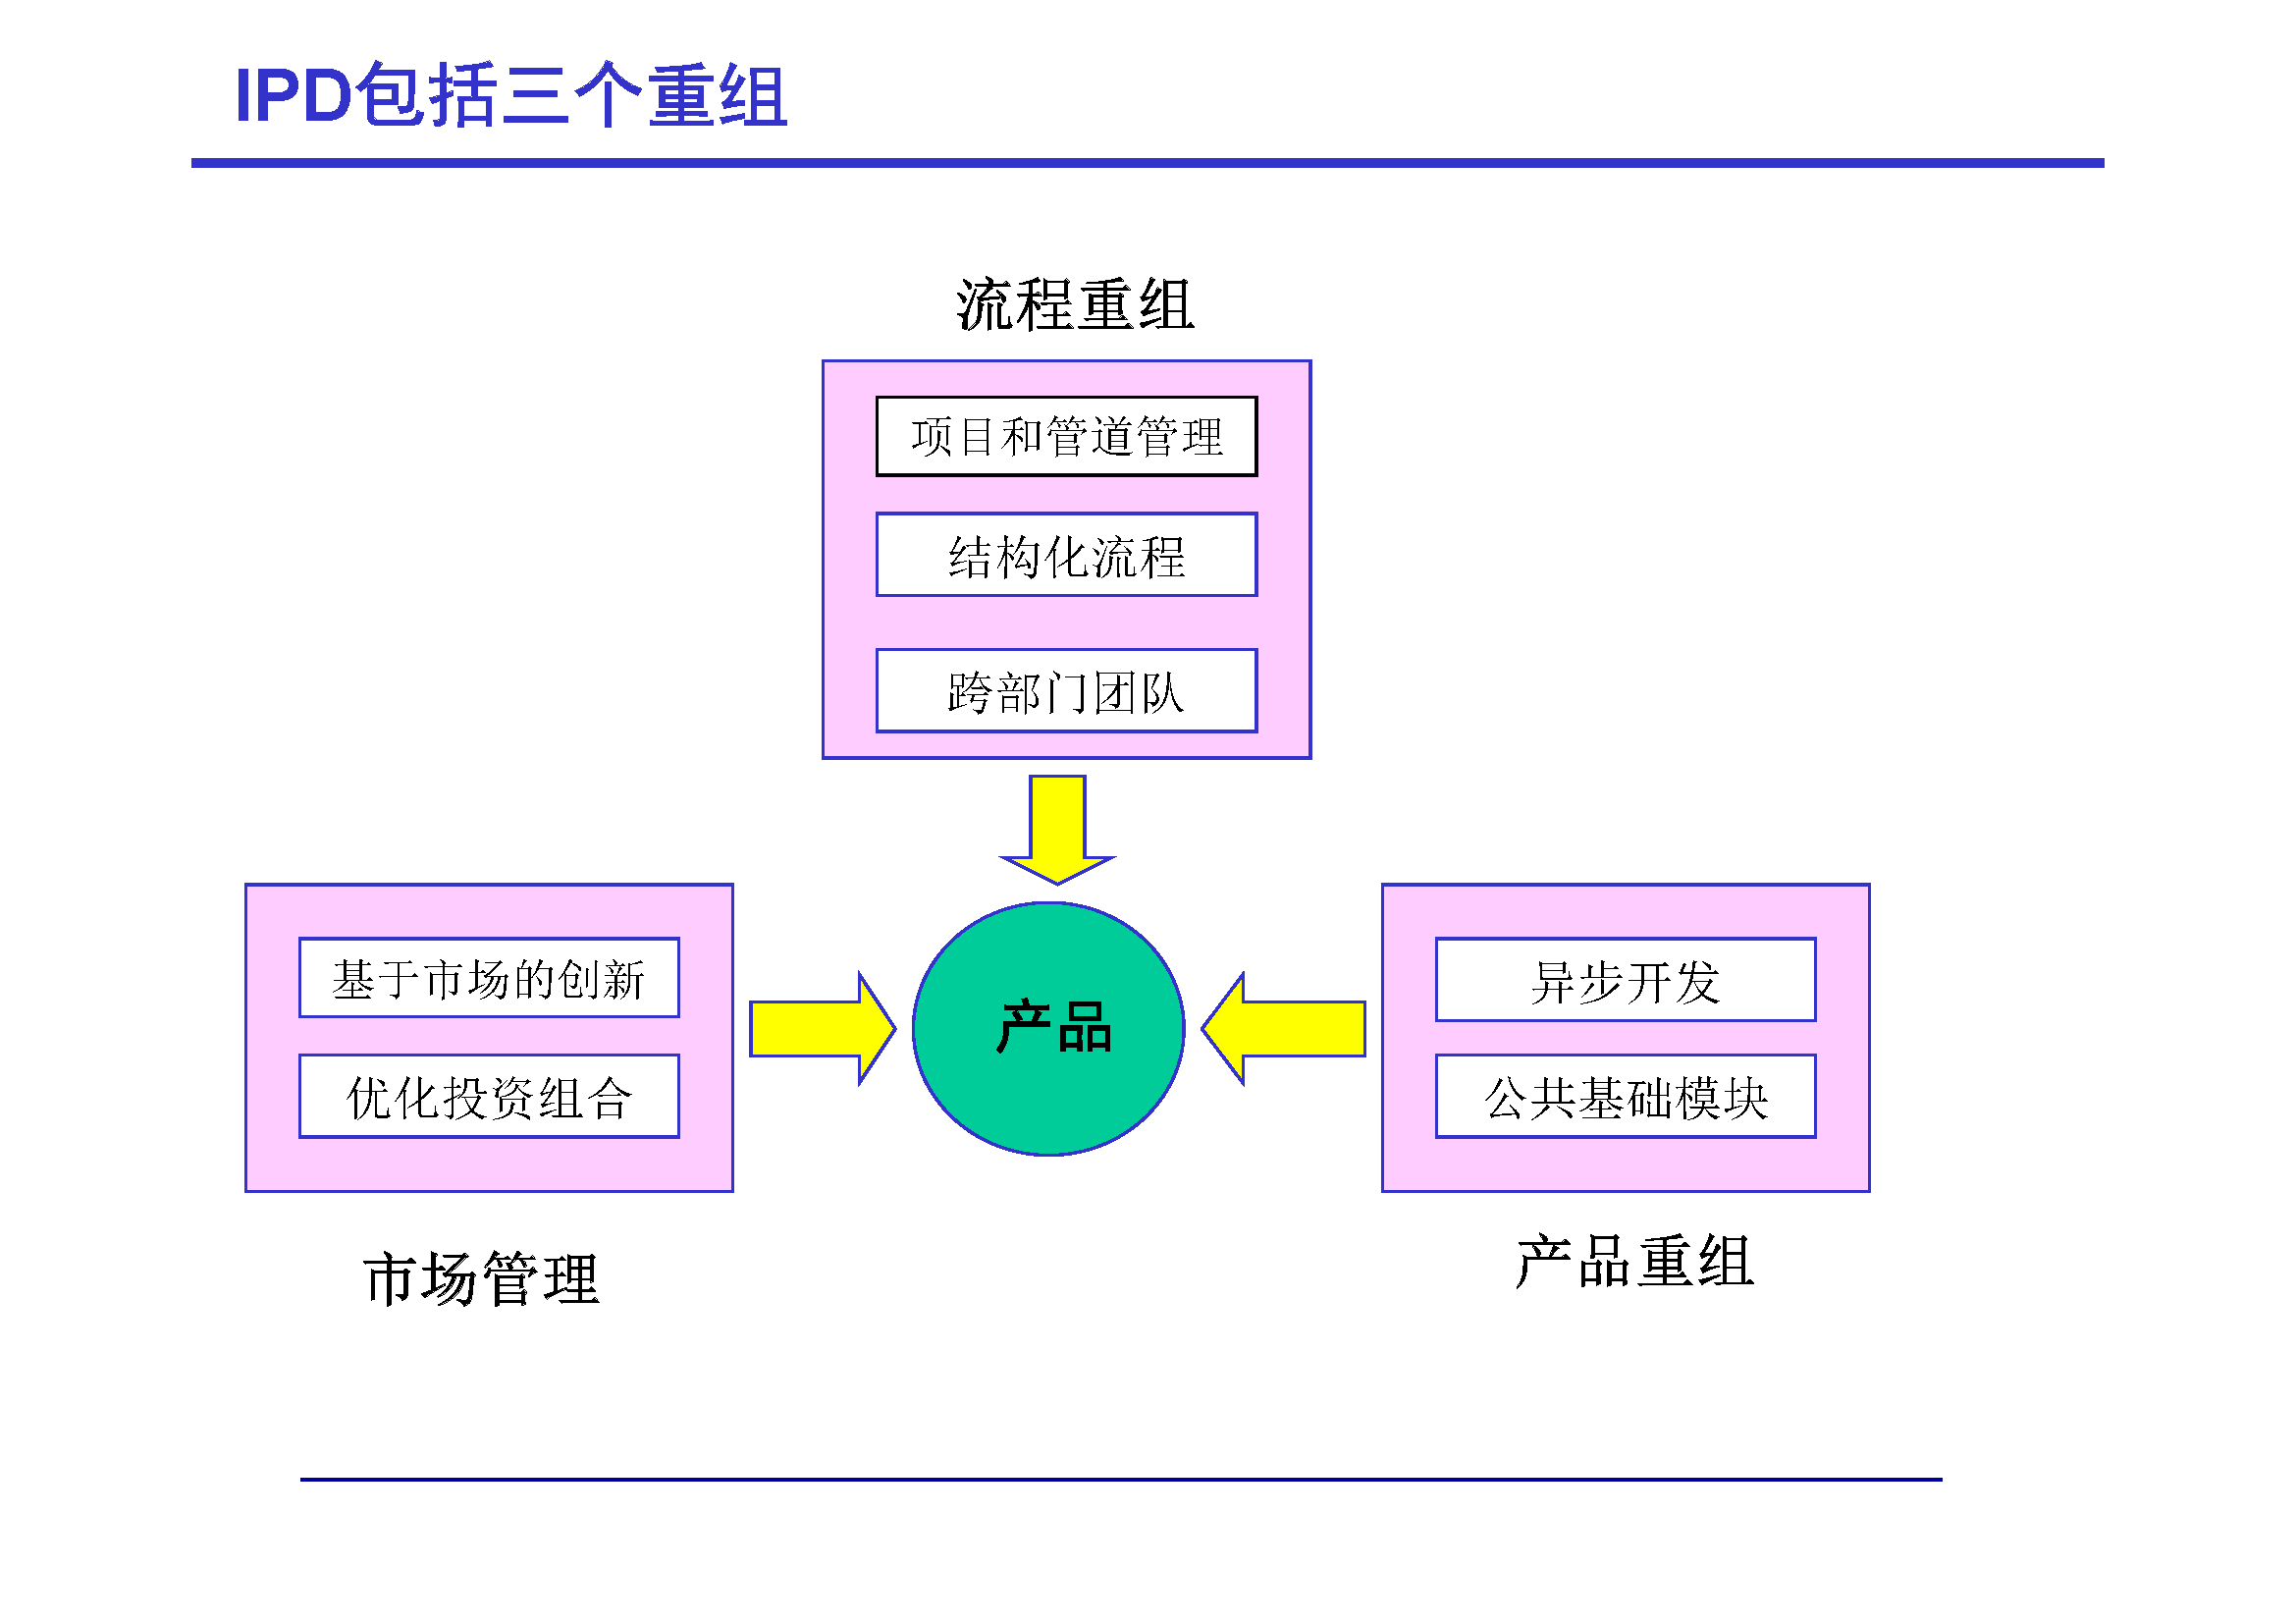 IPD包括三个重组
流程重组
项目和管道管理
结构化流程
跨部门团队
基于市场的创新
优化投资组合
市场管理
产品
异步开发
公共基础模块
产品重组